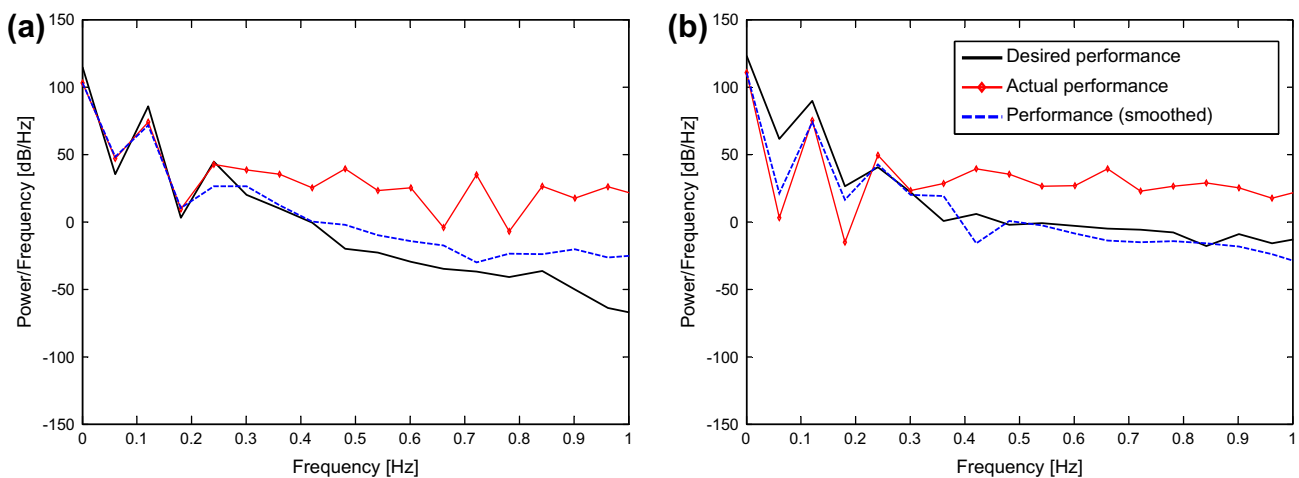 (a)
150
100
50
0
-50
-100
-150
Power/Frequency [dB/Hz]
0 0.1 0.2 0.3 0.4 0.5 0.6 0.7 0.8 0.9 1
Frequency [Hz]
(b)
150
100
50
0
-50
-100
-150
Power/Frequency [dB/Hz]
0 0.1 0.2 0.3 0.4 0.5 0.6 0.7 0.8 0.9 1
Frequency [Hz]
Desired performance
Actual performance
Performance (smoothed)